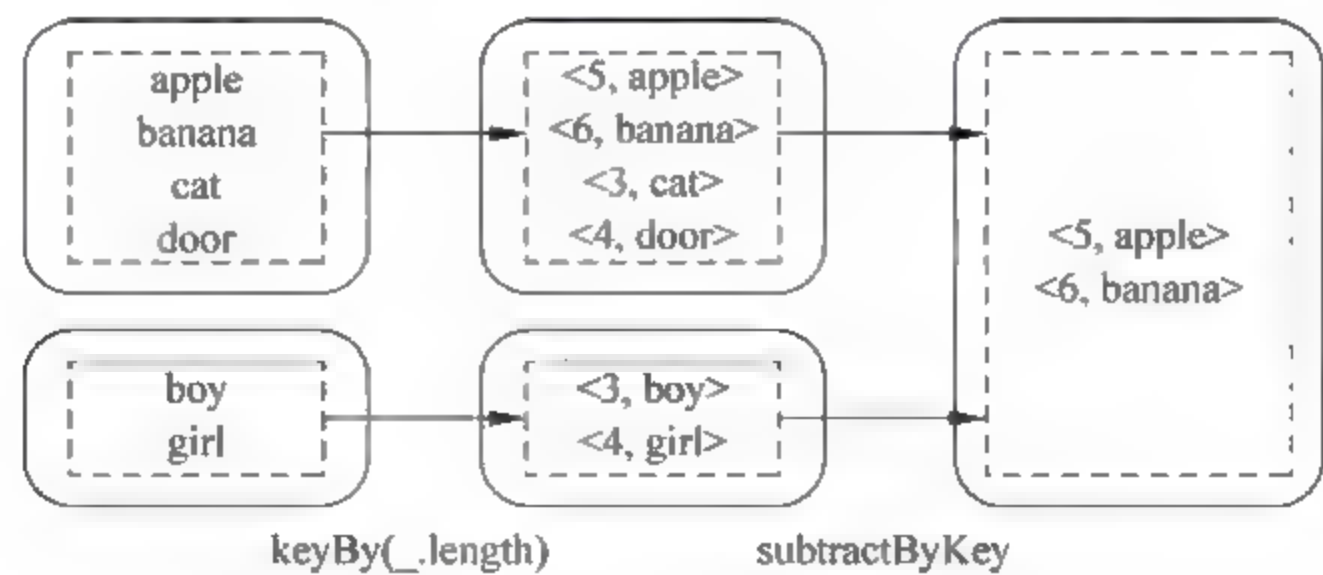 apple
banana
cat
door
<5, apple>
<6, banana>
<3, cat>
<4, door>
<5, apple>
<6, banana>
boy
girl
<3, boy>
<4, girl>
keyBy(_.length)
subtractByKey